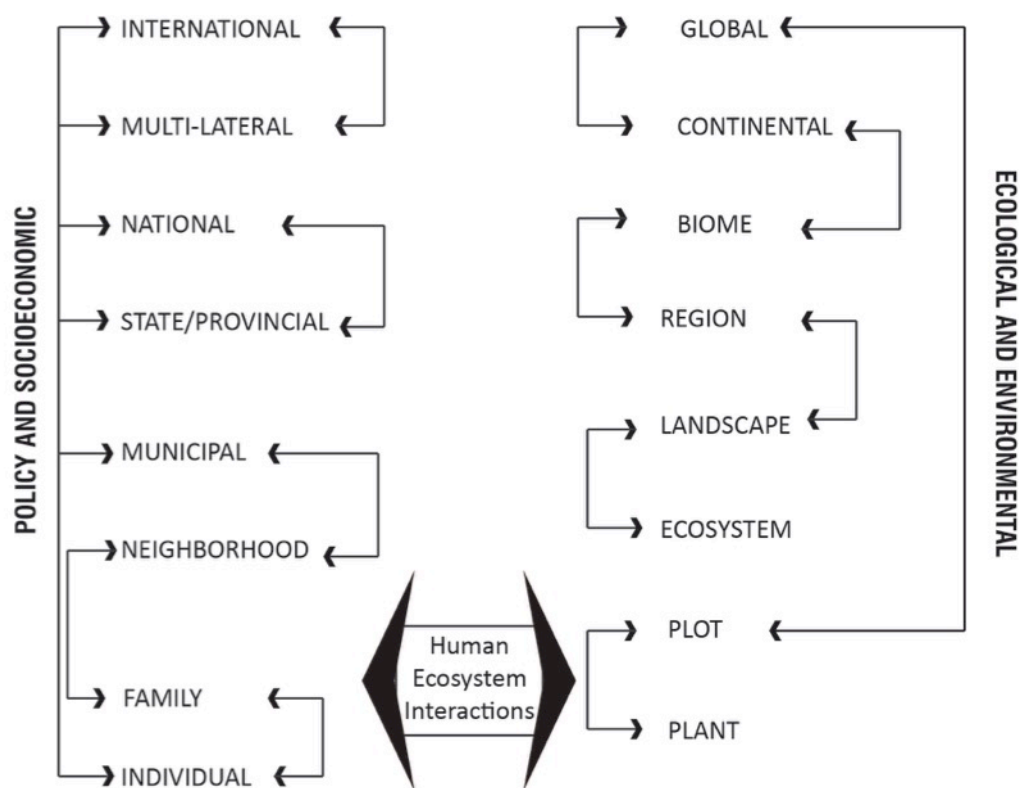 POLICY AND SOCIOECONOMIC
INTERNATIONAL
MULTI-LATERAL
NATIONAL
STATE/PROVINCIAL
MUNICIPAL
NEIGHBORHOOD
FAMILY
INDIVIDUAL
Human
Ecosystem
Interactions
GLOBAL
CONTINENTAL
BIOME
REGION
LANDSCAPE
ECOSYSTEM
PLOT
PLANT
ECOLOGICAL AND ENVIRONMENTAL